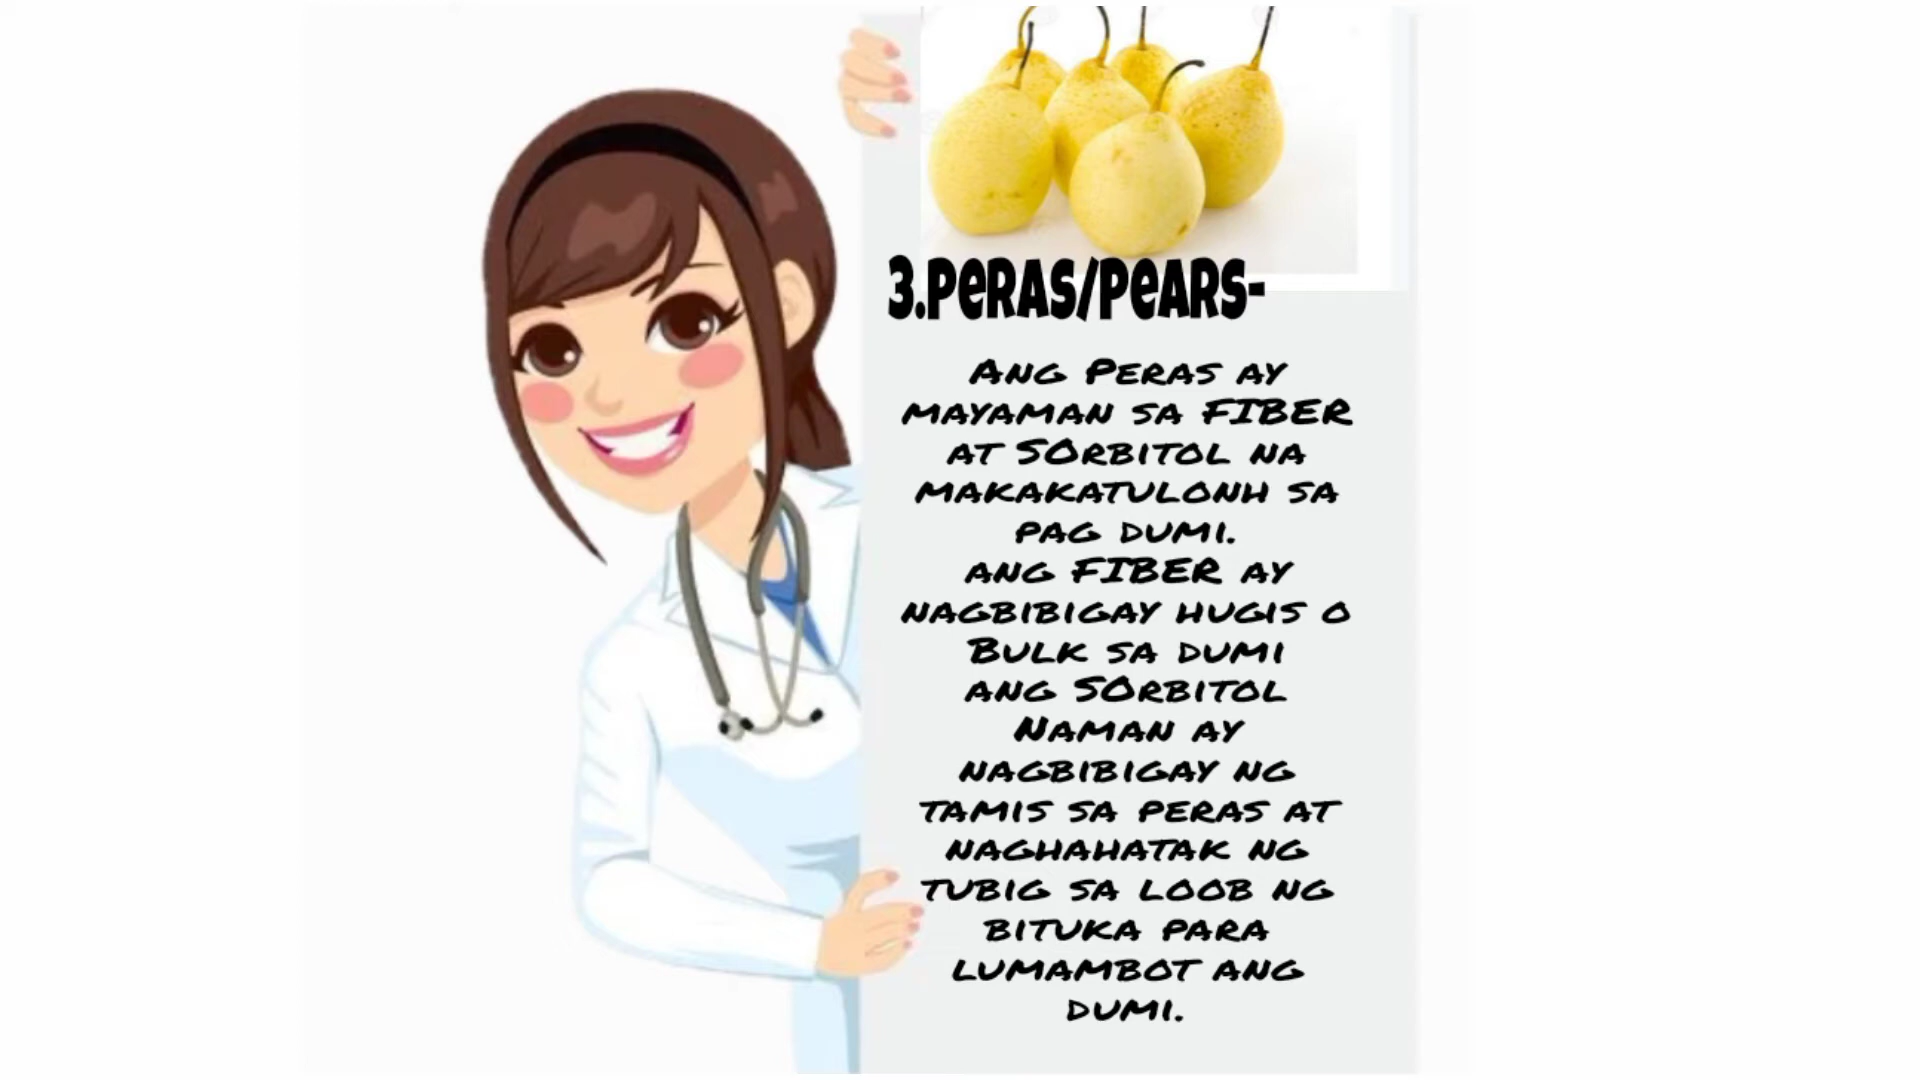 3.PeRAS/PeARS-
Ang Peras ay
mayaman sa FIBER
at SOrbitol na
makakatulonh sa
pag dumi.
ang FIBER ay
nagbibigay hugis o
Bulk sa dumi
ang SOrbitol
Naman ay
nagbibigay ng
tamis sa peras at
naghahatak ng
tubig sa loob ng
bituka para
lumambot ang
dumi.